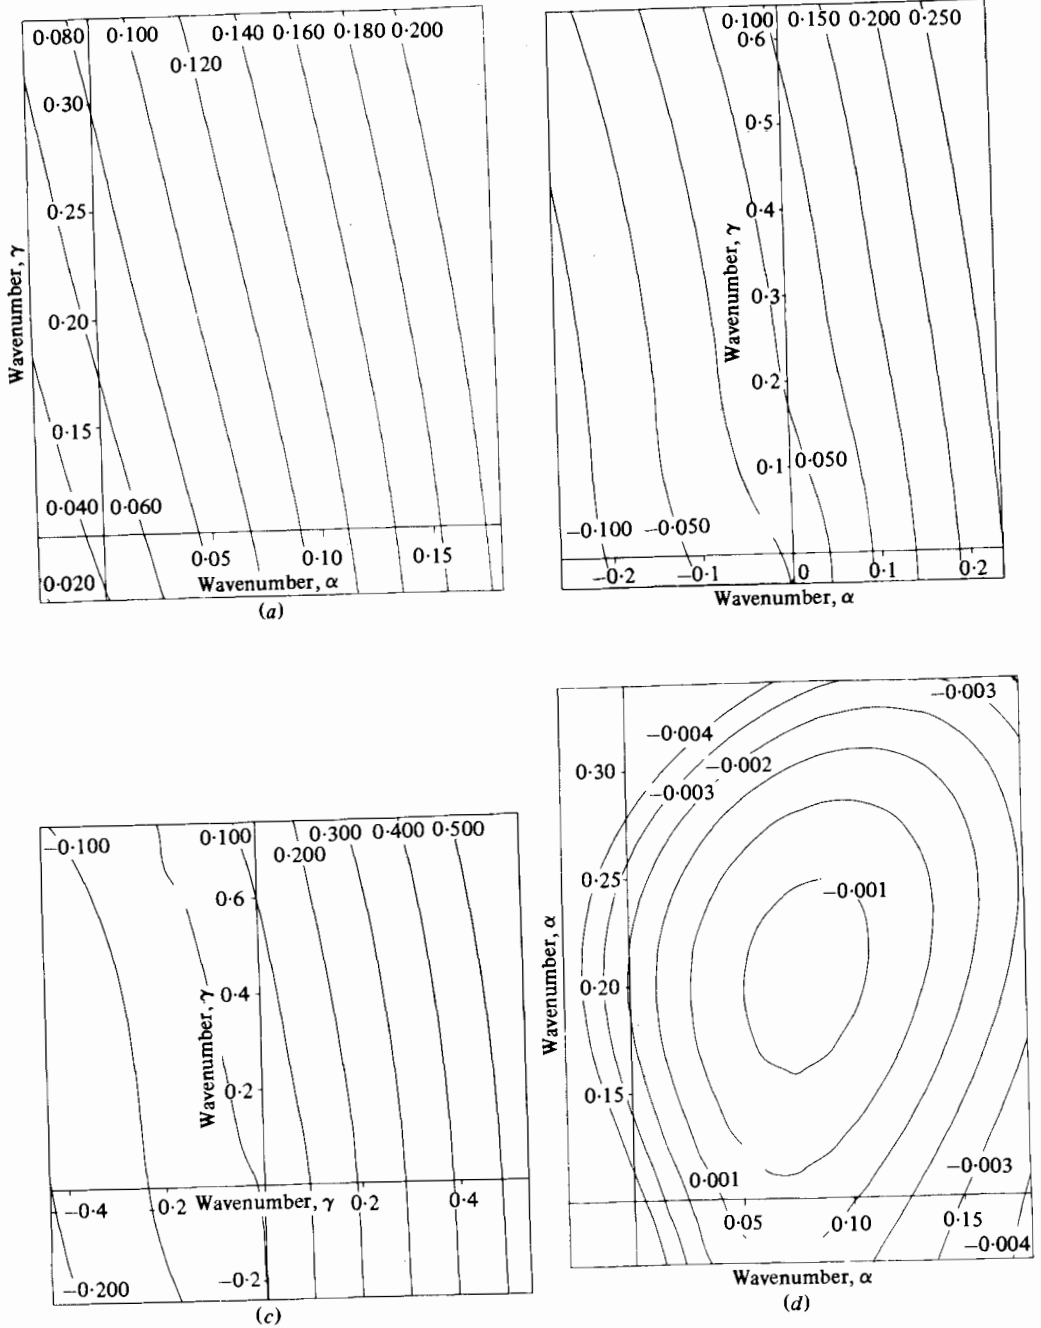 0·080 0·100 0·140 0·160 0·180 0·200
0·120
0·30
0·25
Wavenumber, γ
0·20
0·15
0·040 0·060
0·05 0·10 0·15
0·020
Wavenumber, α
(a)
0·100 0·150 0·200 0·250
0·6
0·5
0·4
Wavenumber, γ
0·3
0·2
0·1 0·050
−0·100 −0·050
−0·2 −0·1 0 0·1 0·2
Wavenumber, α
−0·100 0·100 0·300 0·400 0·500
0·200
0·6
0·4
Wavenumber, γ
0·2
−0·4 0·2 Wavenumber, γ 0·2 0·4
−0·2
−0·200
(c)
−0·003
−0·004
−0·002
0·30
−0·003
0·25
−0·001
Wavenumber, α
0·20
0·15
−0·003
0·001
0·05 0·10 0·15
−0·004
Wavenumber, α
(d)